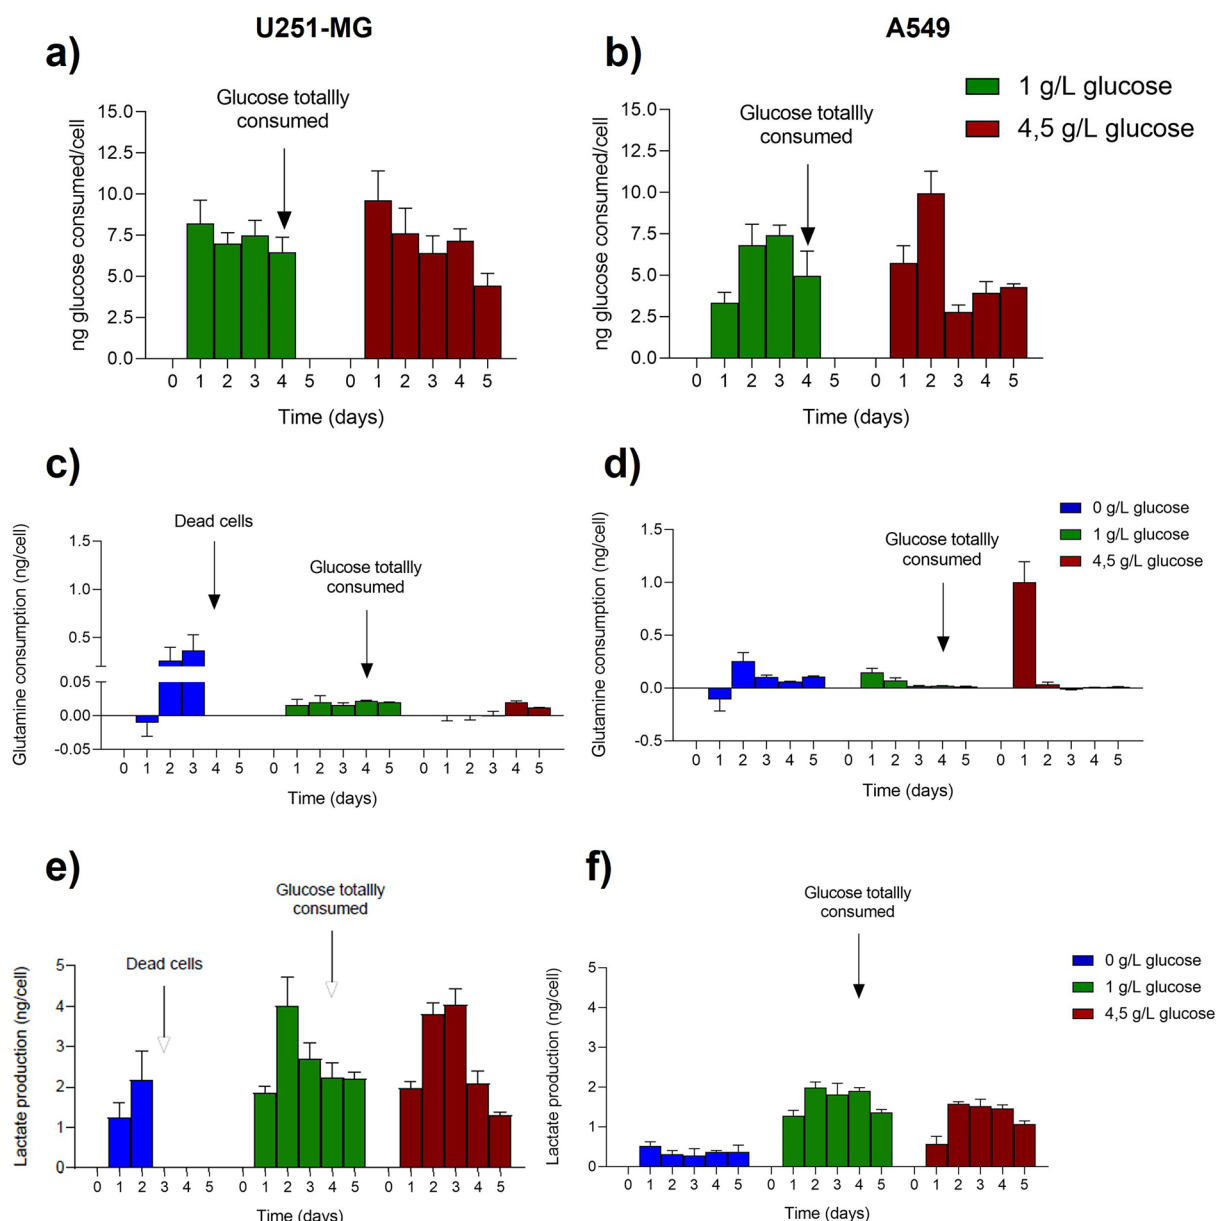 U251-MG
A549
a)
Glucose totallly
consumed
15.0
12.5
10.0
7.5
5.0
2.5
0.0
ng glucose consumed/cell
0 1 2 3 4 5 0 1 2 3 4 5
Time (days)
b)
Glucose totallly
consumed
1 g/L glucose
4,5 g/L glucose
15.0
12.5
10.0
7.5
5.0
2.5
0.0
ng glucose consumed/cell
0 1 2 3 4 5 0 1 2 3 4 5
Time (days)
c)
Dead cells
Glucose totallly
consumed
1.5
1.0
0.5
0.05
0.00
-0.05
Glutamine consumption (ng/cell)
0 1 2 3 4 5 0 1 2 3 4 5 0 1 2 3 4 5
Time (days)
d)
Glucose totallly
consumed
0 g/L glucose
1 g/L glucose
4,5 g/L glucose
1.5
1.0
0.5
0.0
-0.5
Glutamine consumption (ng/cell)
0 1 2 3 4 5 0 1 2 3 4 5 0 1 2 3 4 5
Time (days)
e)
Glucose totallly
consumed
Dead cells
5
4
3
2
1
0
Lactate production (ng/cell)
0 1 2 3 4 5 0 1 2 3 4 5 0 1 2 3 4 5
Time (days)
f)
Glucose totallly
consumed
0 g/L glucose
1 g/L glucose
4,5 g/L glucose
5
4
3
2
1
0
Lactate production (ng/cell)
0 1 2 3 4 5 0 1 2 3 4 5 0 1 2 3 4 5
Time (days)